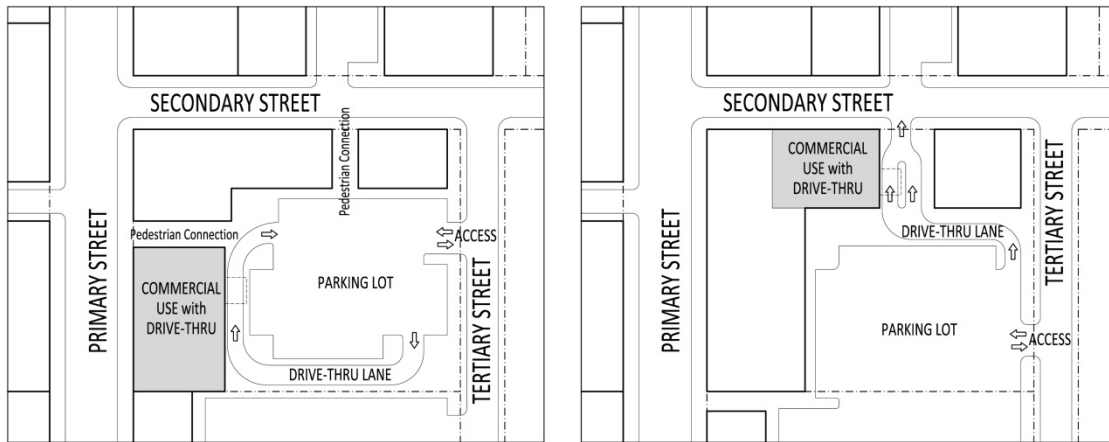 SECONDARY STREET
Pedestrian Connection
PRIMARY STREET
Pedestrian Connection
COMMERCIAL
USE with
DRIVE-THRU
ACCESS
PARKING LOT
TERTIARY STREET
DRIVE-THRU LANE
SECONDARY STREET
COMMERCIAL
USE with
DRIVE-THRU
TERTIARY STREET
DRIVE-THRU LANE
PRIMARY STREET
PARKING LOT
ACCESS